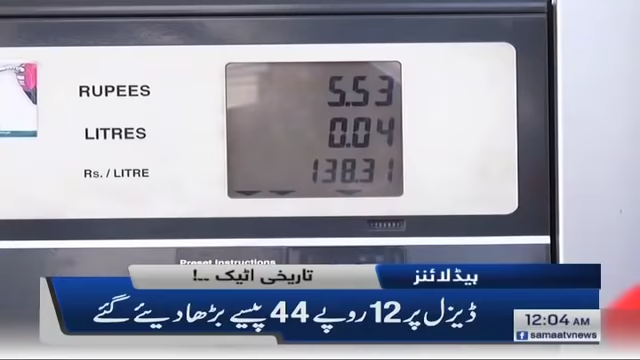 RUPEES 5.53
LITRES 0.04
Rs. / LITRE 138.31
Preset Instructions
تاریخی اٹیک ..! ہیڈلائنز
ڈیزل پر 12 روپے 44 پیسے بڑھا دیئے گئے
12:04 AM
samaatvnews